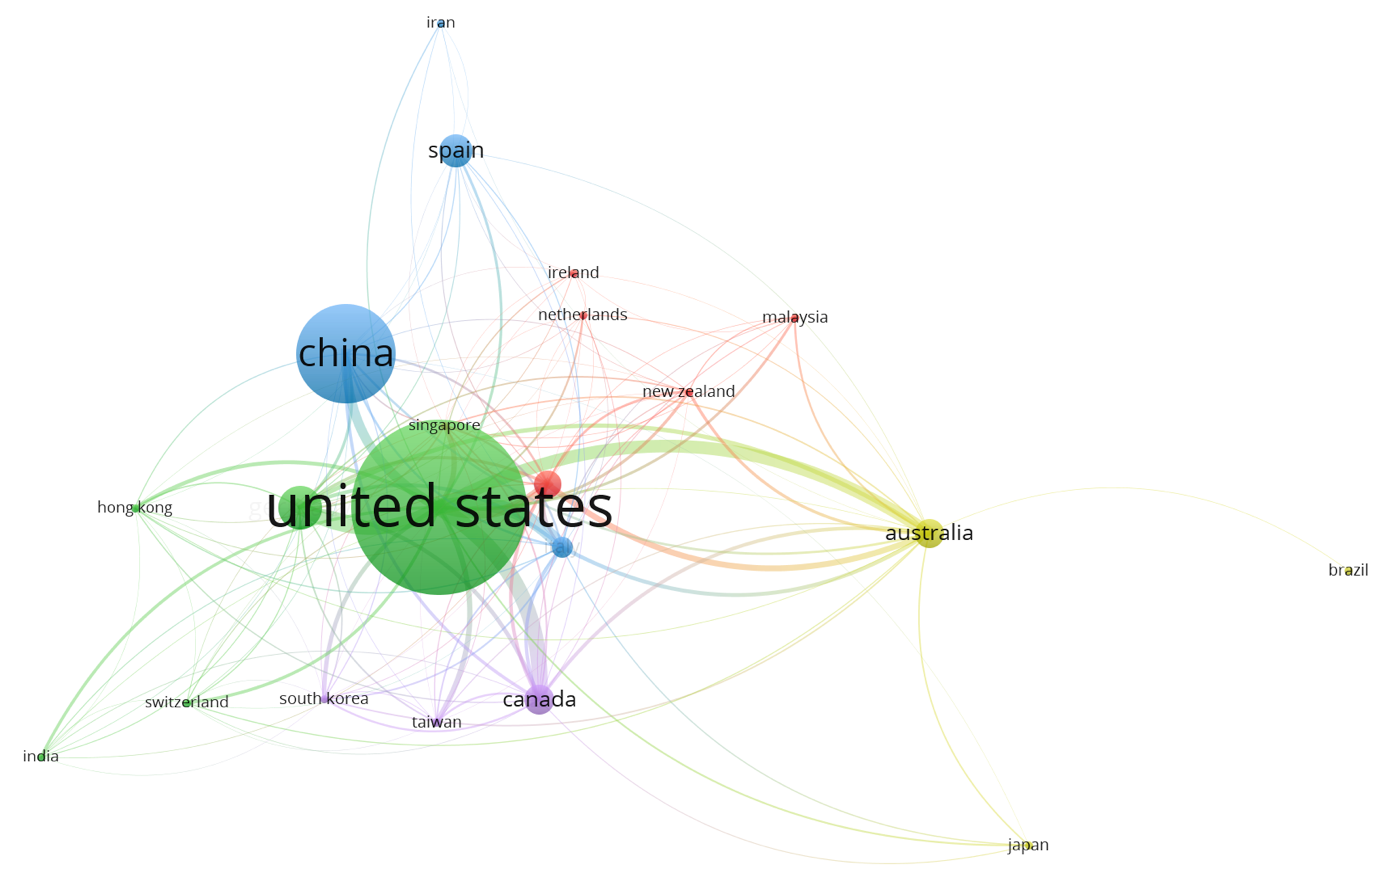 iran
spain
ireland
netherlands
malaysia
china
new zealand
singapore
hong kong
united states
australia
brazil
switzerland
south korea
canada
taiwan
india
japan